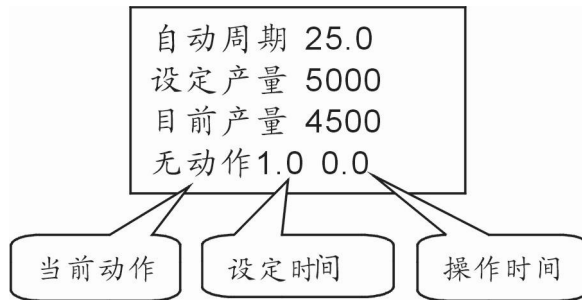 自动周期 25.0
设定产量 5000
目前产量 4500
无动作1.0 0.0
当前动作
设定时间
操作时间